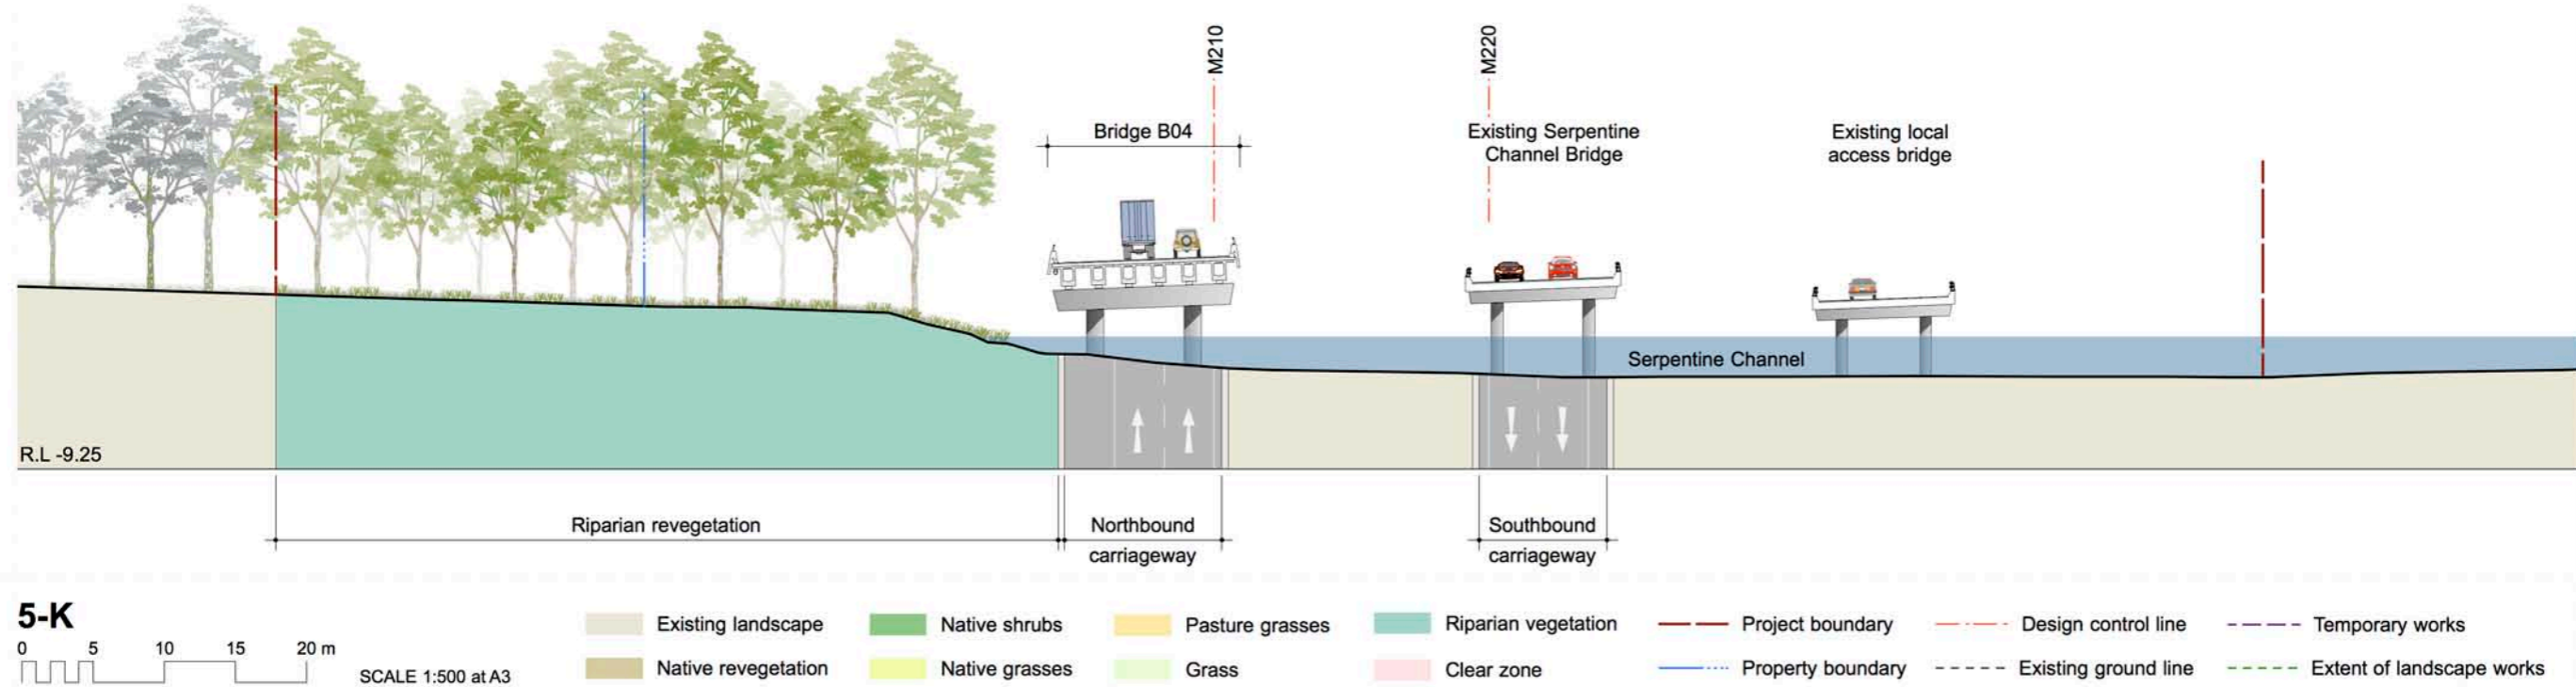 M210
M220
Bridge B04
Existing Serpentine
Channel Bridge
Existing local
access bridge
Serpentine Channel
R.L -9.25
Riparian revegetation
Northbound
carriageway
Southbound
carriageway
5-K
0 5 10 15 20 m
SCALE 1:500 at A3
Existing landscape
Native revegetation
Native shrubs
Native grasses
Pasture grasses
Grass
Riparian vegetation
Clear zone
Project boundary
Property boundary
Design control line
Existing ground line
Temporary works
Extent of landscape works